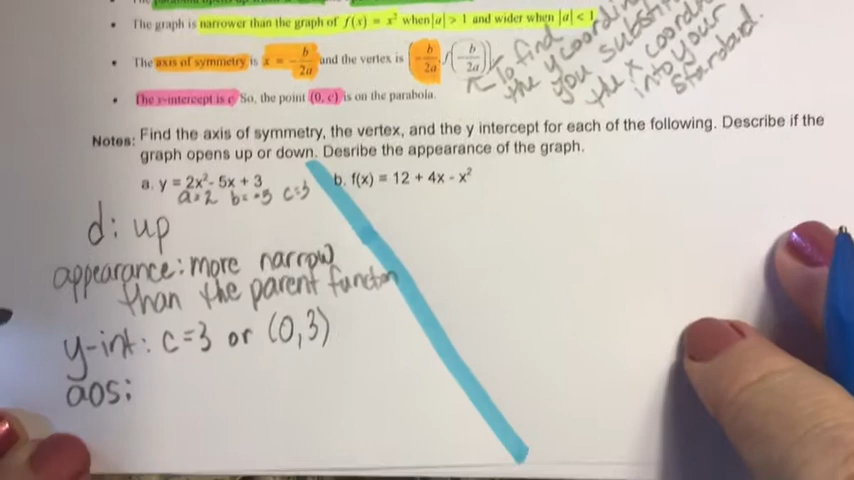 • The graph is narrower than the graph of f(x) = x² when |a| > 1 and wider when |a| < 1
• The axis of symmetry is x = -b/2a and the vertex is (-b/2a, f(-b/2a))
To find
the y coordin
you substit
the x coord
into your
standard.
• The y-intercept is c So, the point (0, c) is on the parabola.
Notes: Find the axis of symmetry, the vertex, and the y intercept for each of the following. Describe if the
graph opens up or down. Desribe the appearance of the graph.
a. y = 2x²- 5x + 3
b. f(x) = 12 + 4x - x²
a=2 b=-5 c=3
d: up
appearance: more narrow
than the parent function
y-int: c=3 or (0,3)
aos: